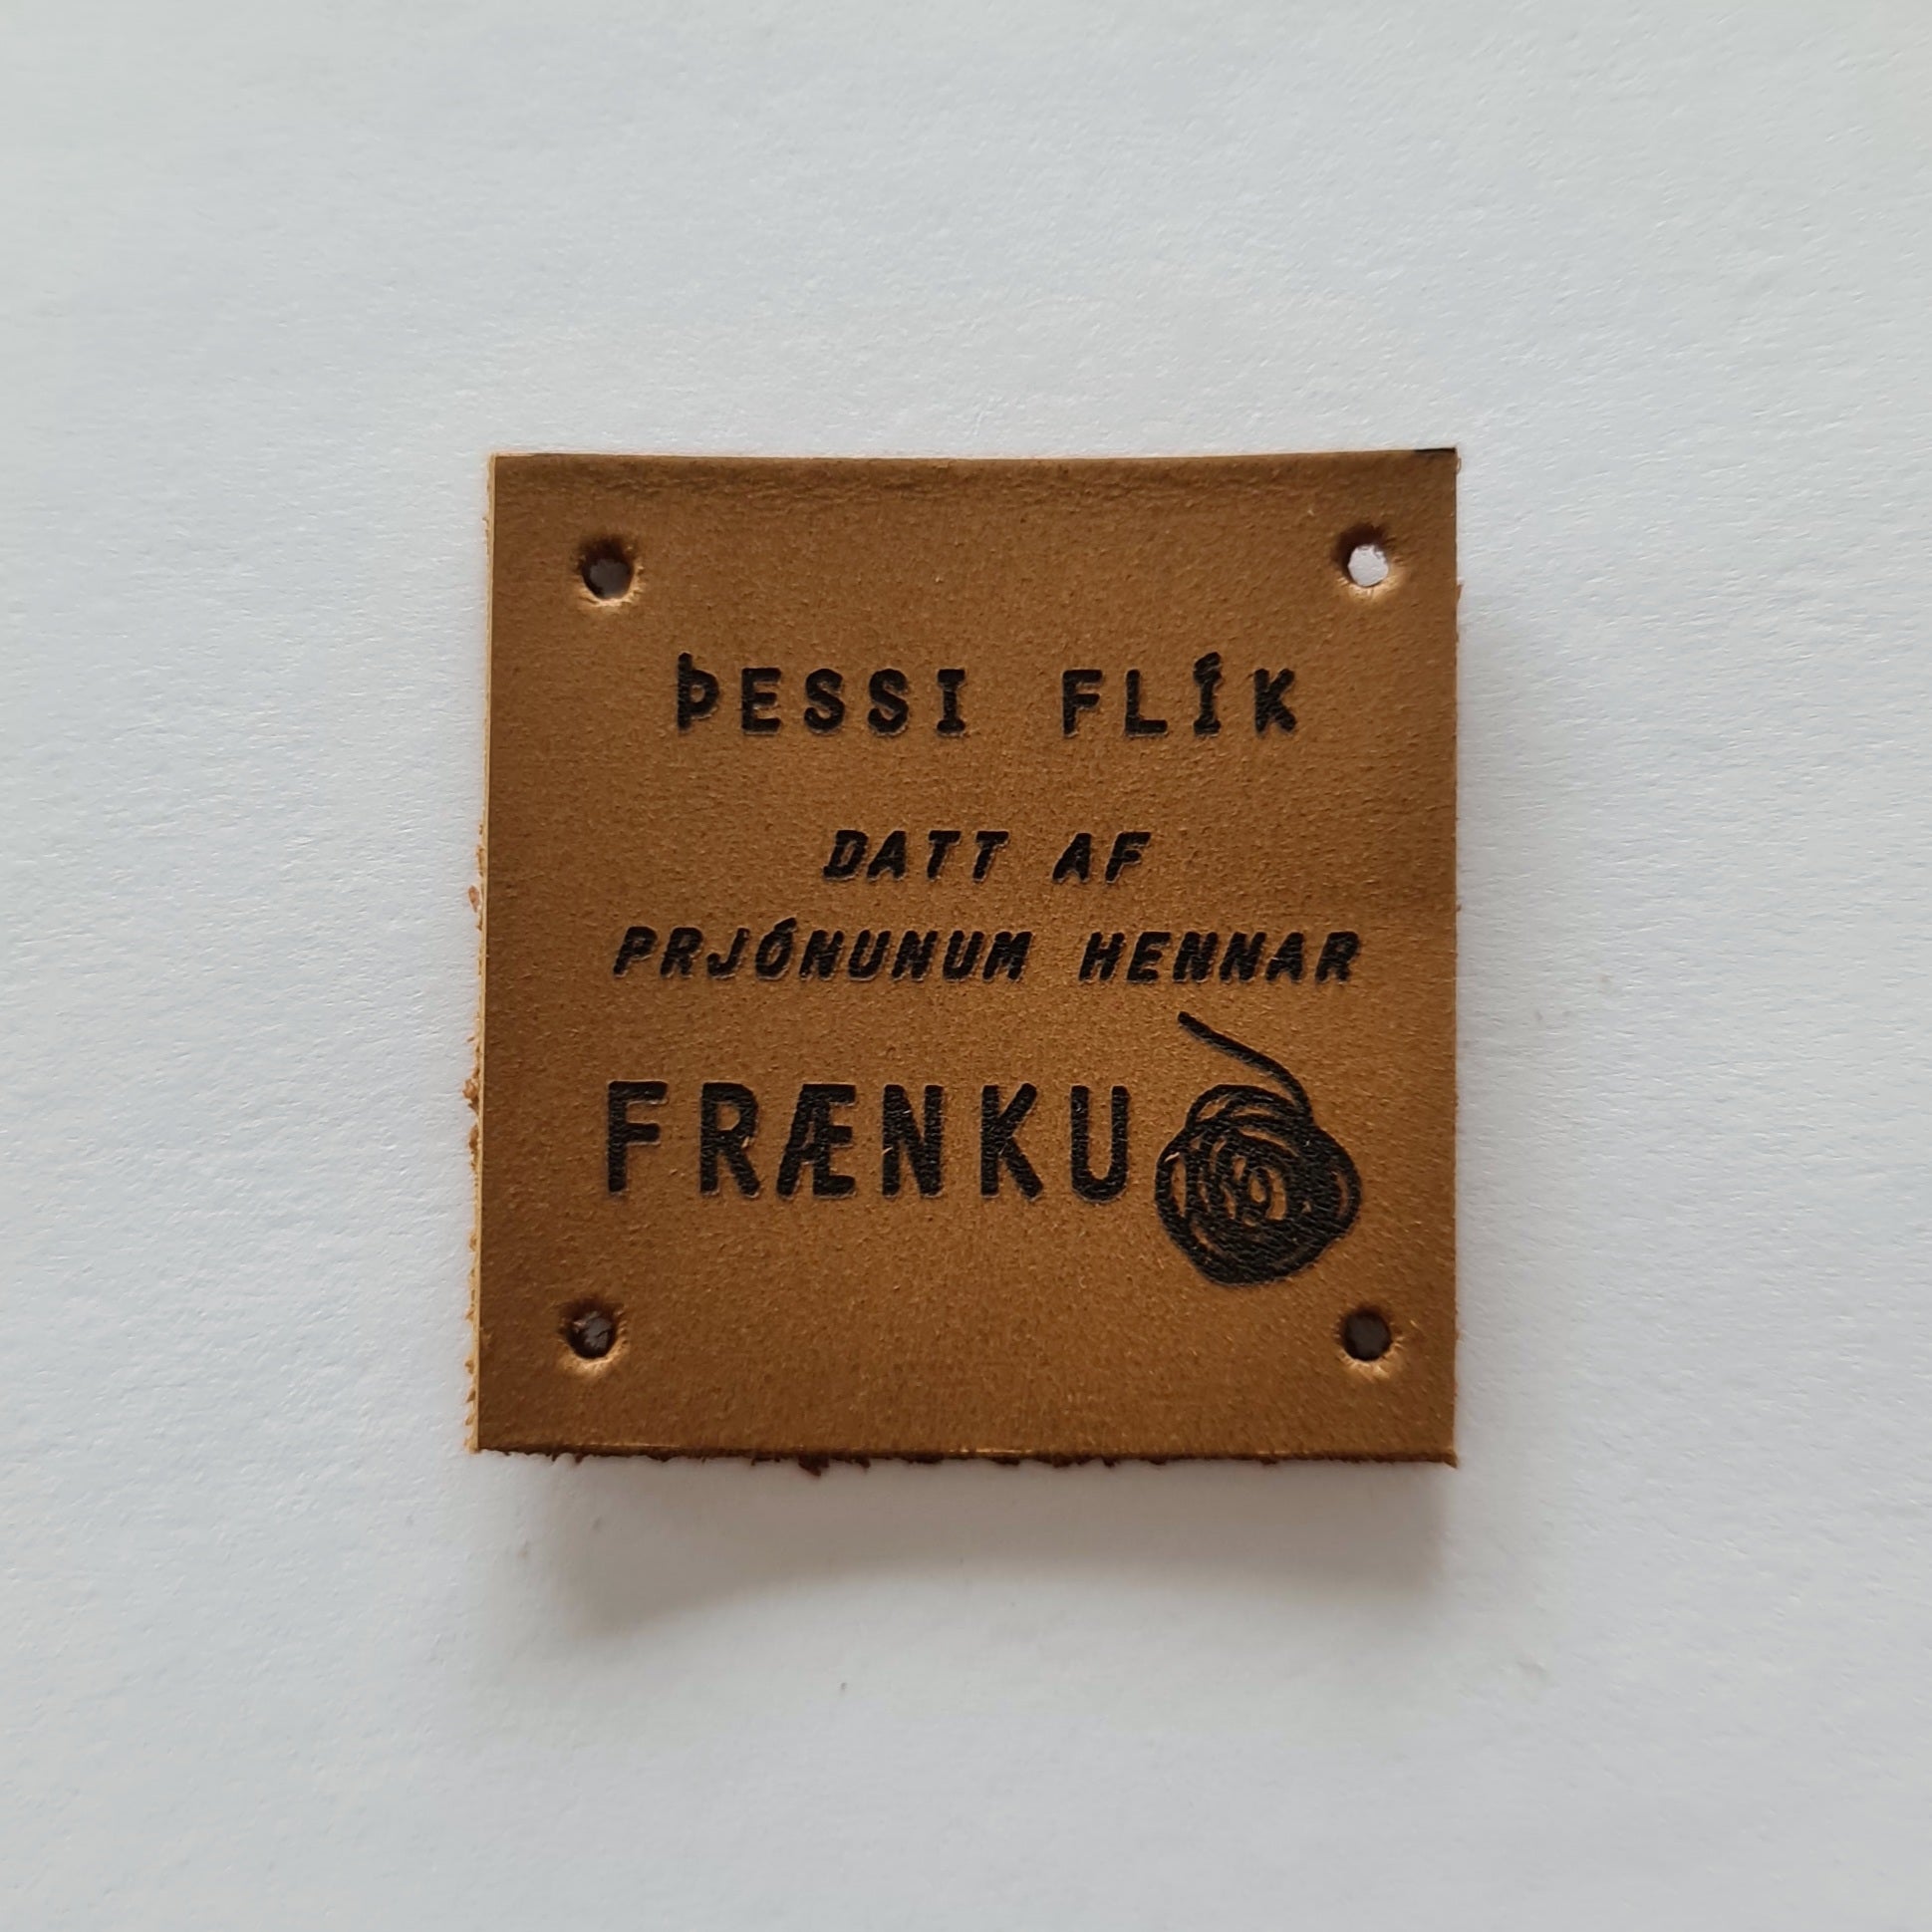 ÞESSI FLÍK
DATT AF
PRJÓNUNUM HENNAR
FRÆNKU